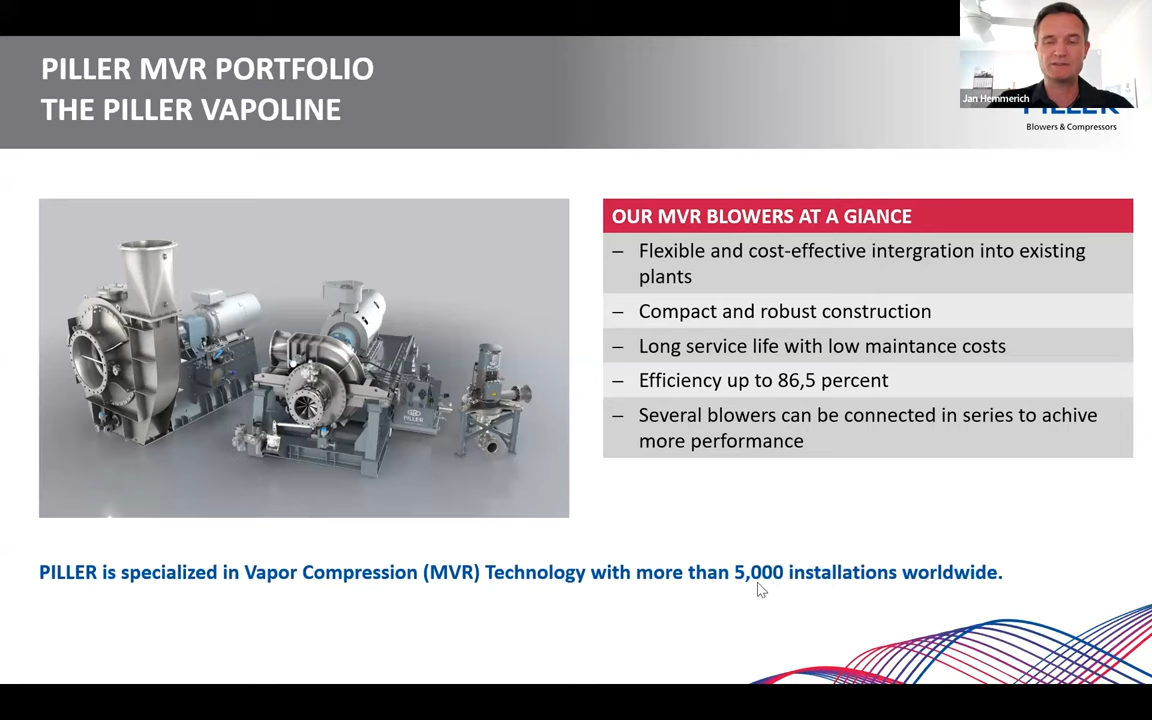 PILLER MVR PORTFOLIO
THE PILLER VAPOLINE
Jan Hemmerich
PILLER
Blowers & Compressors
OUR MVR BLOWERS AT A GLANCE
– Flexible and cost-effective intergration into existing
plants
– Compact and robust construction
– Long service life with low maintance costs
– Efficiency up to 86,5 percent
– Several blowers can be connected in series to achive
more performance
PILLER
PILLER is specialized in Vapor Compression (MVR) Technology with more than 5,000 installations worldwide.